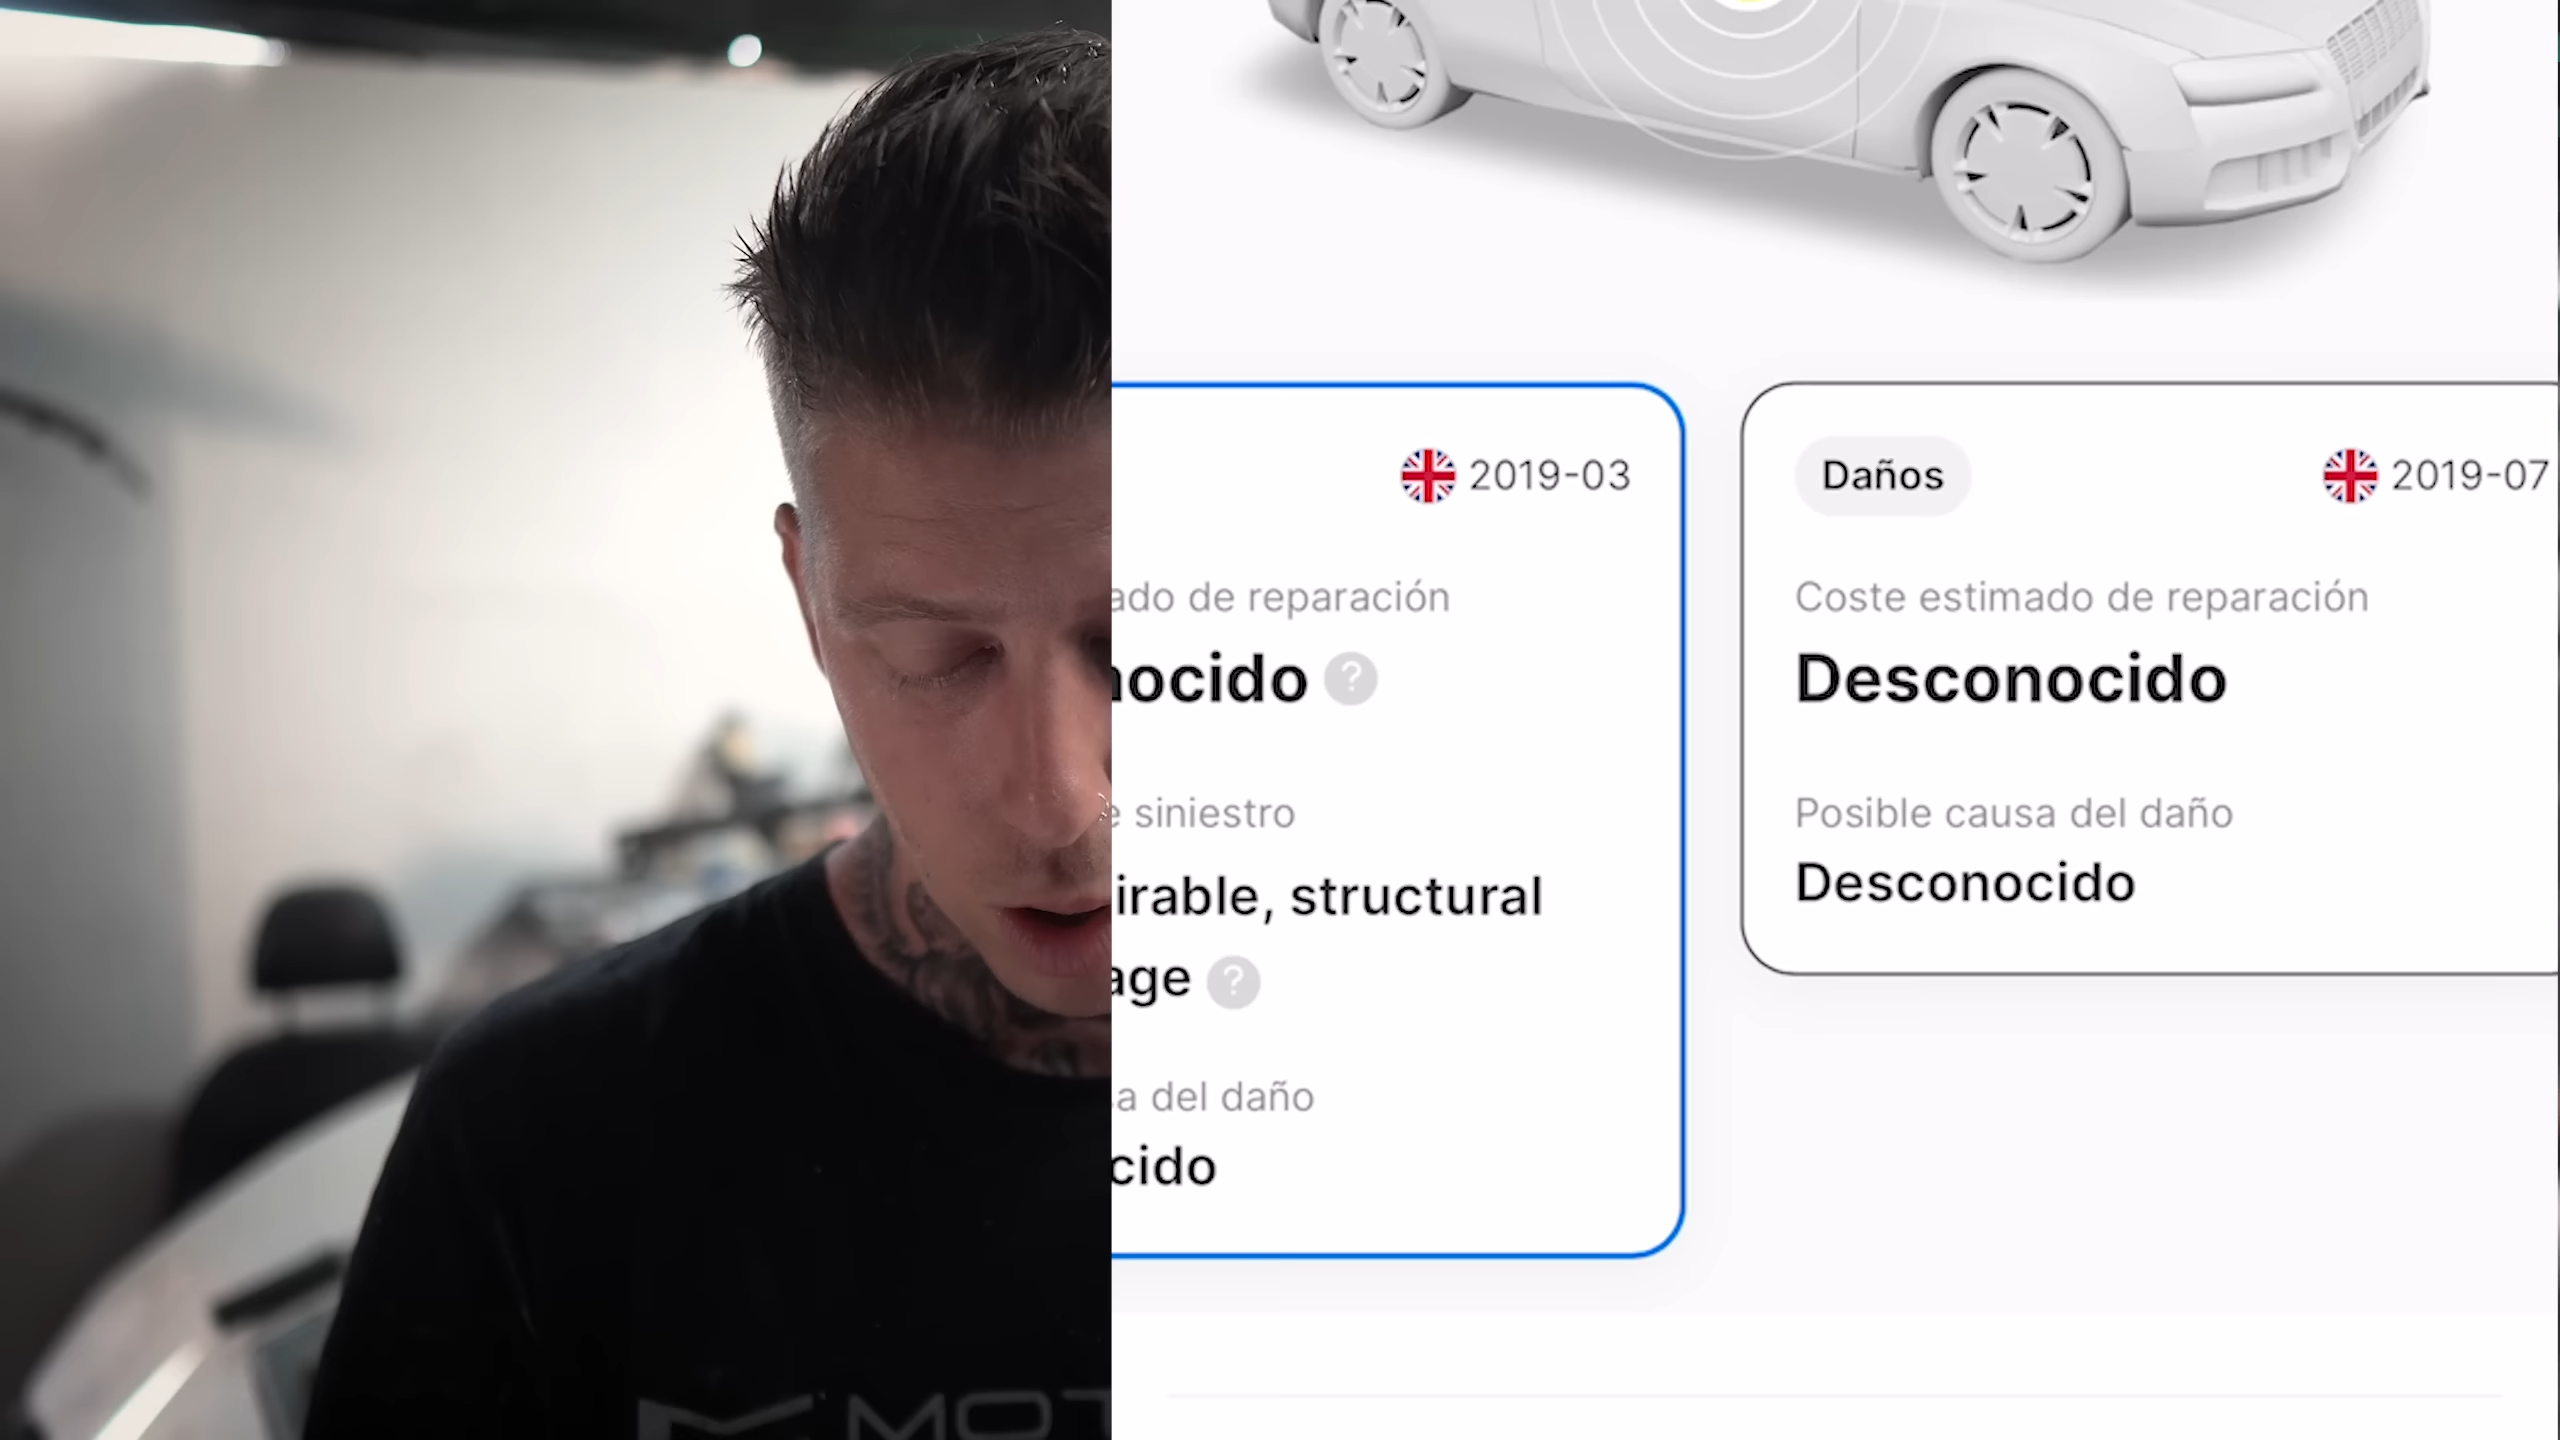 2019-03
ado de reparación
nocido ?
e siniestro
irable, structural
age ?
a del daño
cido
Daños
2019-07
Coste estimado de reparación
Desconocido
Posible causa del daño
Desconocido
MOT